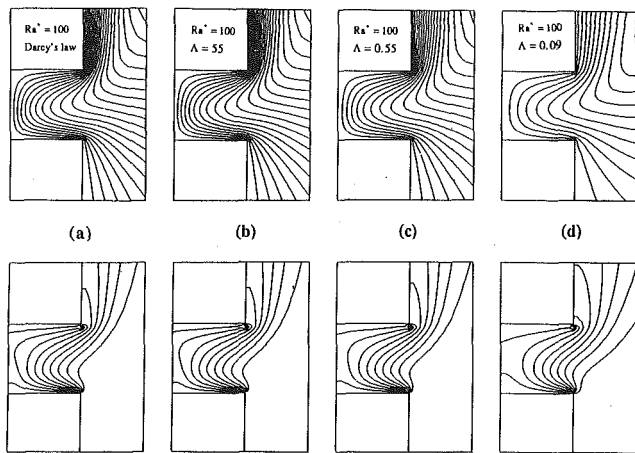 Ra* = 100
Darcy's law
Ra* = 100
Λ = 55
Ra* = 100
Λ = 0.55
Ra* = 100
Λ = 0.09
(a)
(b)
(c)
(d)